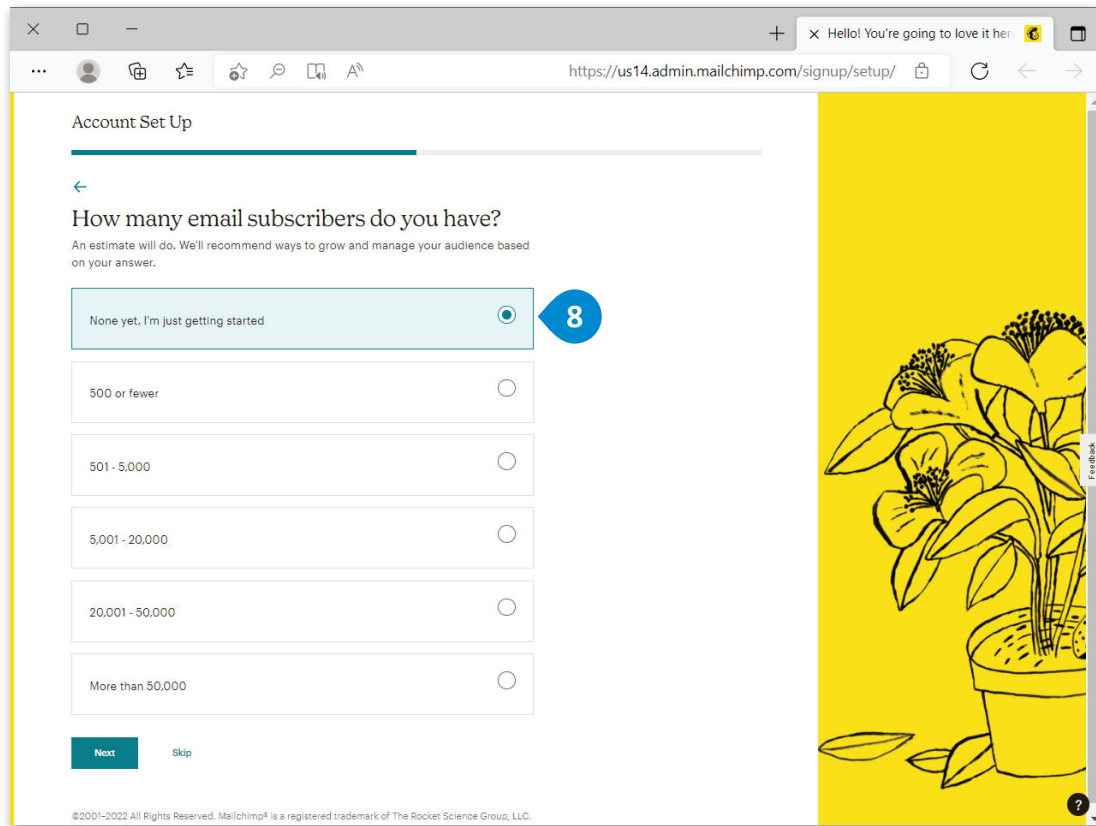 Hello! You're going to love it her
https://us14.admin.mailchimp.com/signup/setup/
Account Set Up
How many email subscribers do you have?
An estimate will do. We'll recommend ways to grow and manage your audience based
on your answer.
None yet, I'm just getting started
8
500 or fewer
501 - 5,000
5,001 - 20,000
20,001 - 50,000
More than 50,000
Next Skip
Feedback
?
©2001–2022 All Rights Reserved. Mailchimp® is a registered trademark of The Rocket Science Group, LLC.